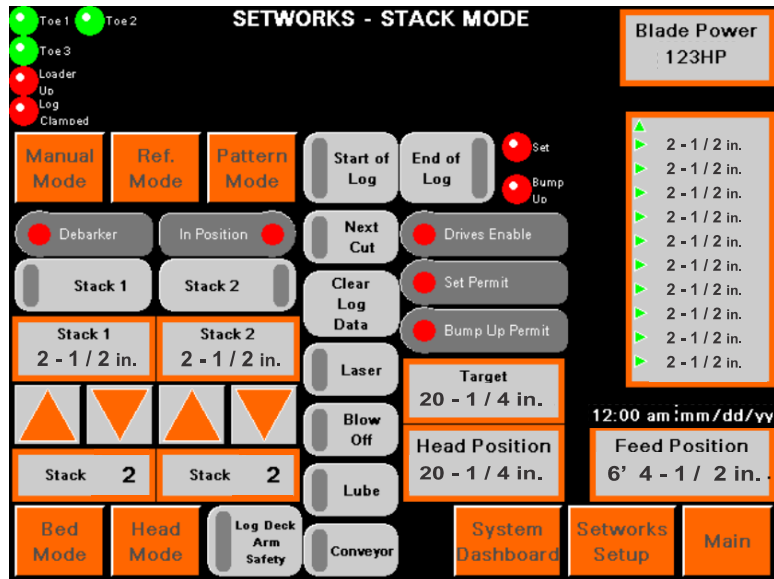 Toe 1
Toe 2
SETWORKS - STACK MODE
Toe 3
Loader
Up
Log
Clamped
Blade Power
123HP
Manual
Mode
Ref.
Mode
Pattern
Mode
Start of
Log
End of
Log
Set
Bump
Up
Debarker
In Position
Next
Cut
Drives Enable
Stack 1
Stack 2
Clear
Log
Data
Set Permit
Bump Up Permit
2 - 1 / 2 in.
2 - 1 / 2 in.
2 - 1 / 2 in.
2 - 1 / 2 in.
2 - 1 / 2 in.
2 - 1 / 2 in.
2 - 1 / 2 in.
2 - 1 / 2 in.
2 - 1 / 2 in.
2 - 1 / 2 in.
Stack 1
2 - 1 / 2 in.
Stack 2
2 - 1 / 2 in.
Laser
Target
20 - 1 / 4 in.
Blow
Off
12:00 am mm/dd/yy
Stack 2
Stack 2
Lube
Head Position
20 - 1 / 4 in.
Feed Position
6' 4 - 1 / 2 in. .
Bed
Mode
Head
Mode
Log Deck
Arm
Safety
Conveyor
System
Dashboard
Setworks
Setup
Main